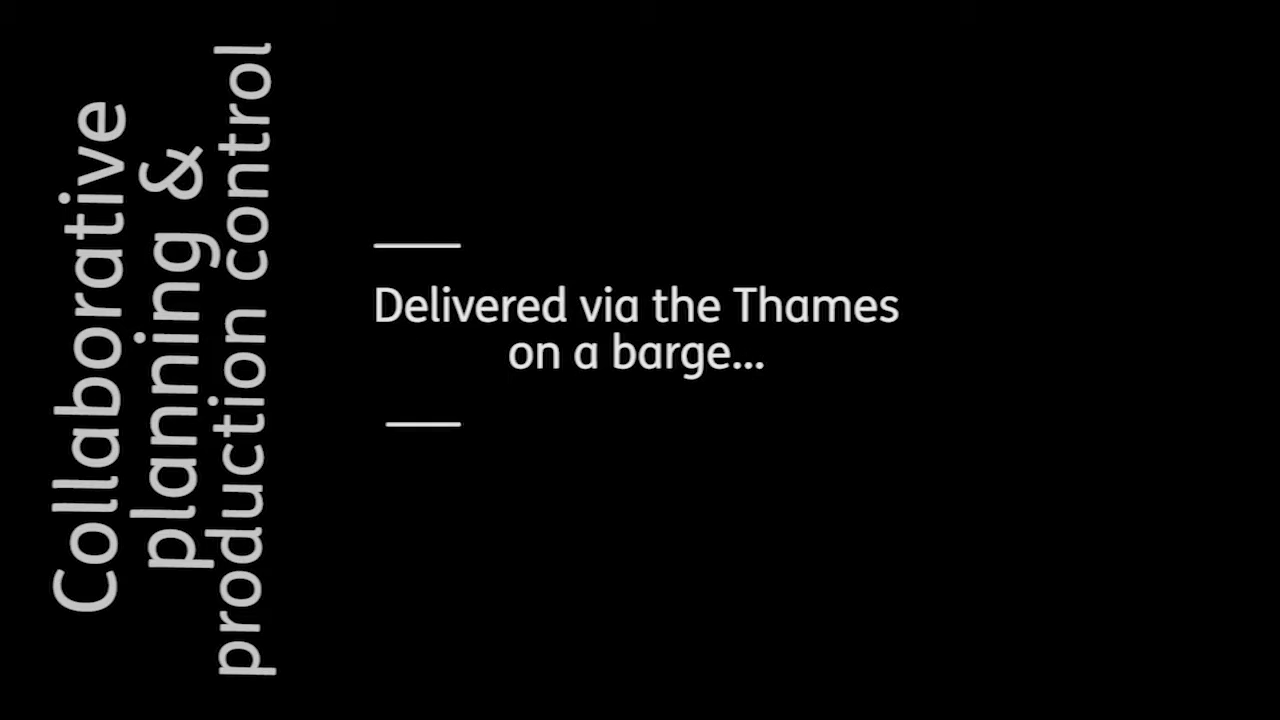 Collaborative
planning &
production control
Delivered via the Thames
on a barge...